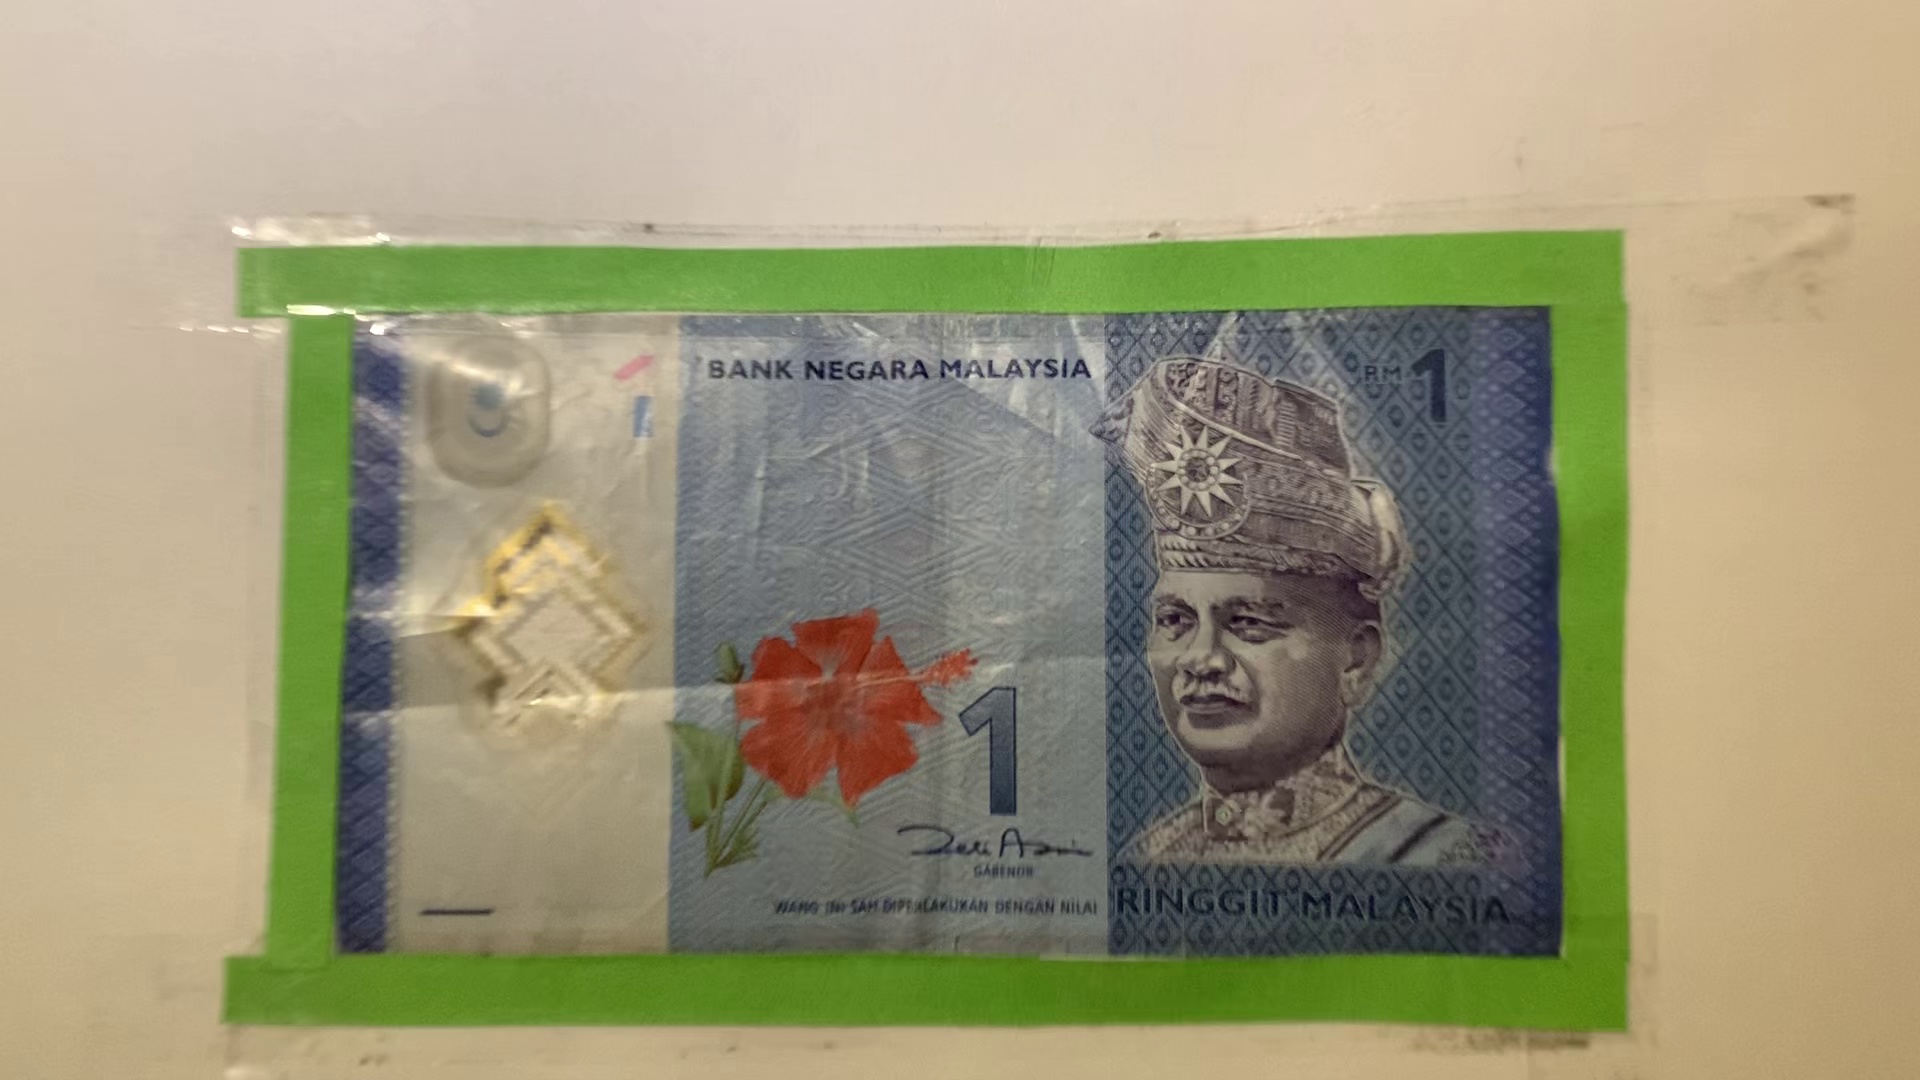 BANK NEGARA MALAYSIA
RM 1
1
GABENOR
WANG INI SAH DIPERLAKUKAN DENGAN NILAI
RINGGIT MALAYSIA